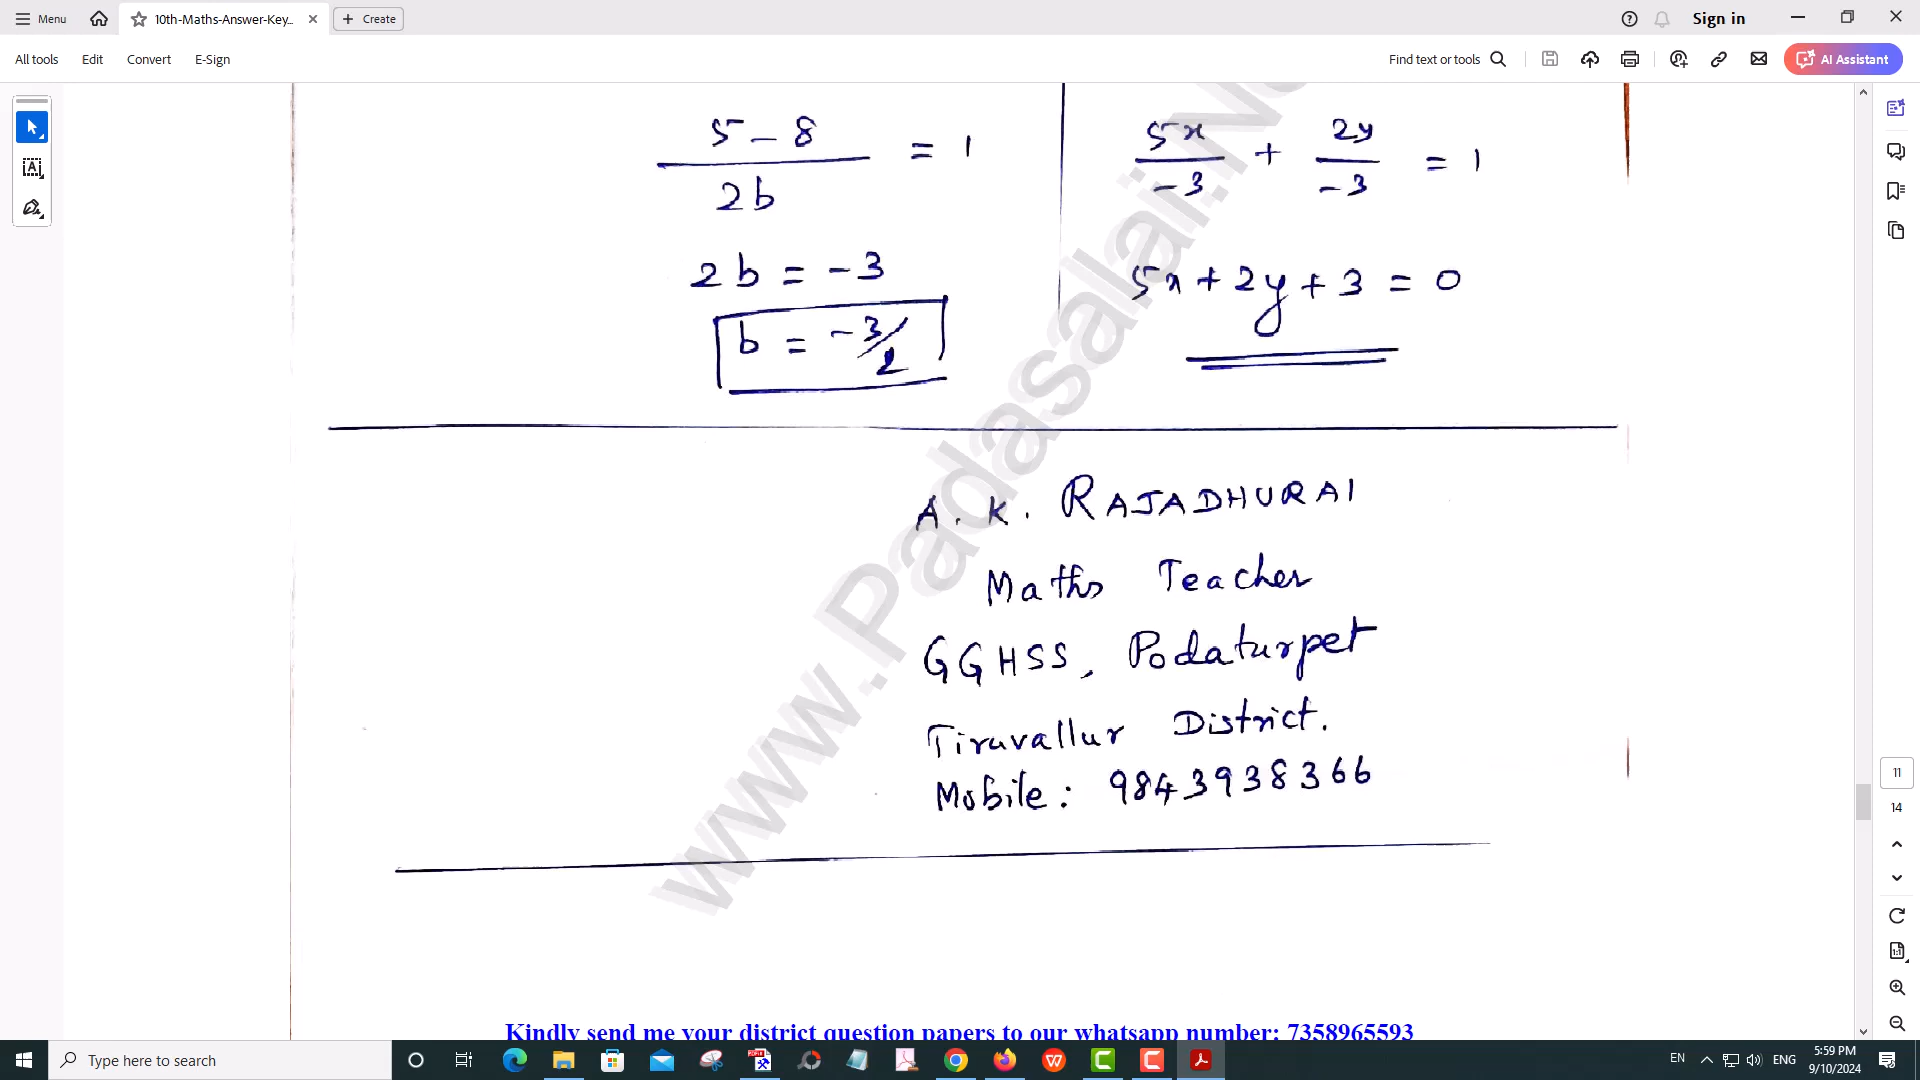 Menu
10th-Maths-Answer-Key...
Create
Sign in
All tools Edit Convert E-Sign
Find text or tools
AI Assistant
5 - 8 = 1
2b
2b = -3
b = -3/2
5x + 2y = 1
-3 -3
5x + 2y + 3 = 0
A. K. RAJADHURAI
Maths Teacher
GGHSS, Podaturpet
Tiruvallur District.
Mobile: 9843938366
www.Padasalai.Ne
11
14
Kindly send me your district question papers to our whatsapp number: 7358965593
Type here to search
EN
ENG
5:59 PM
9/10/2024